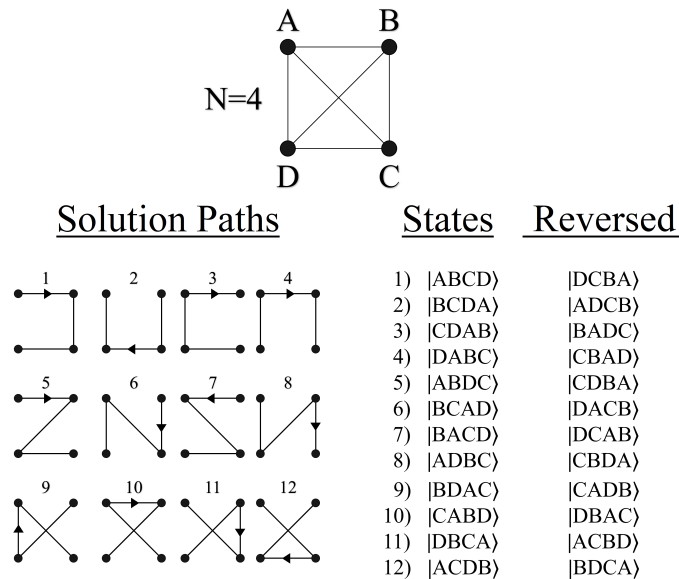 A B
N=4
D C
Solution Paths States Reversed
1 2 3 4
5 6 7 8
9 10 11 12
1) |ABCD⟩ |DCBA⟩
2) |BCDA⟩ |ADCB⟩
3) |CDAB⟩ |BADC⟩
4) |DABC⟩ |CBAD⟩
5) |ABDC⟩ |CDBA⟩
6) |BCAD⟩ |DACB⟩
7) |BACD⟩ |DCAB⟩
8) |ADBC⟩ |CBDA⟩
9) |BDAC⟩ |CADB⟩
10) |CABD⟩ |DBAC⟩
11) |DBCA⟩ |ACBD⟩
12) |ACDB⟩ |BDCA⟩